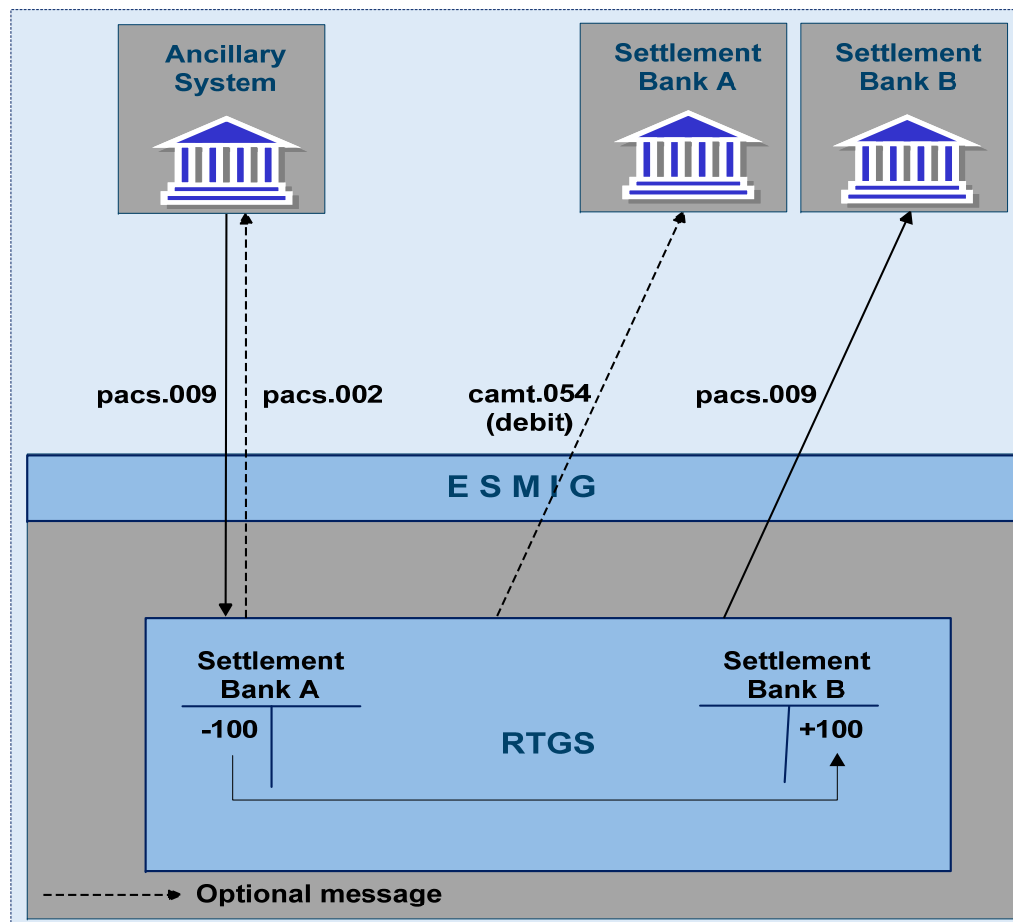 Ancillary
System
Settlement
Bank A
Settlement
Bank B
pacs.009
pacs.002
camt.054
(debit)
pacs.009
ESMIG
Settlement
Bank A
-100
Settlement
Bank B
+100
RTGS
Optional message